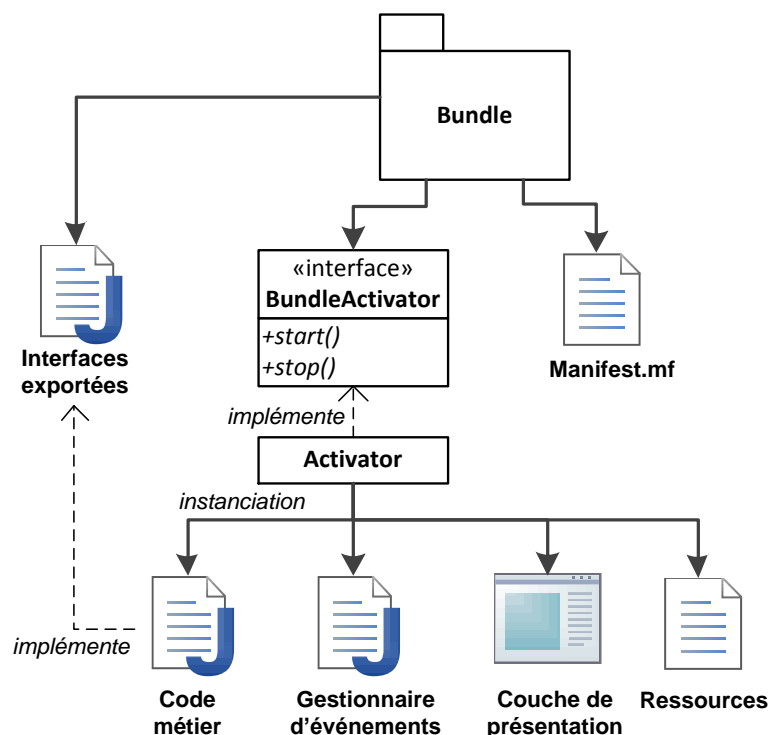 Bundle
«interface»
BundleActivator
+start()
+stop()
Interfaces
exportées
Manifest.mf
implémente
Activator
instanciation
implémente
Code
métier
Gestionnaire
d'événements
Couche de
présentation
Ressources